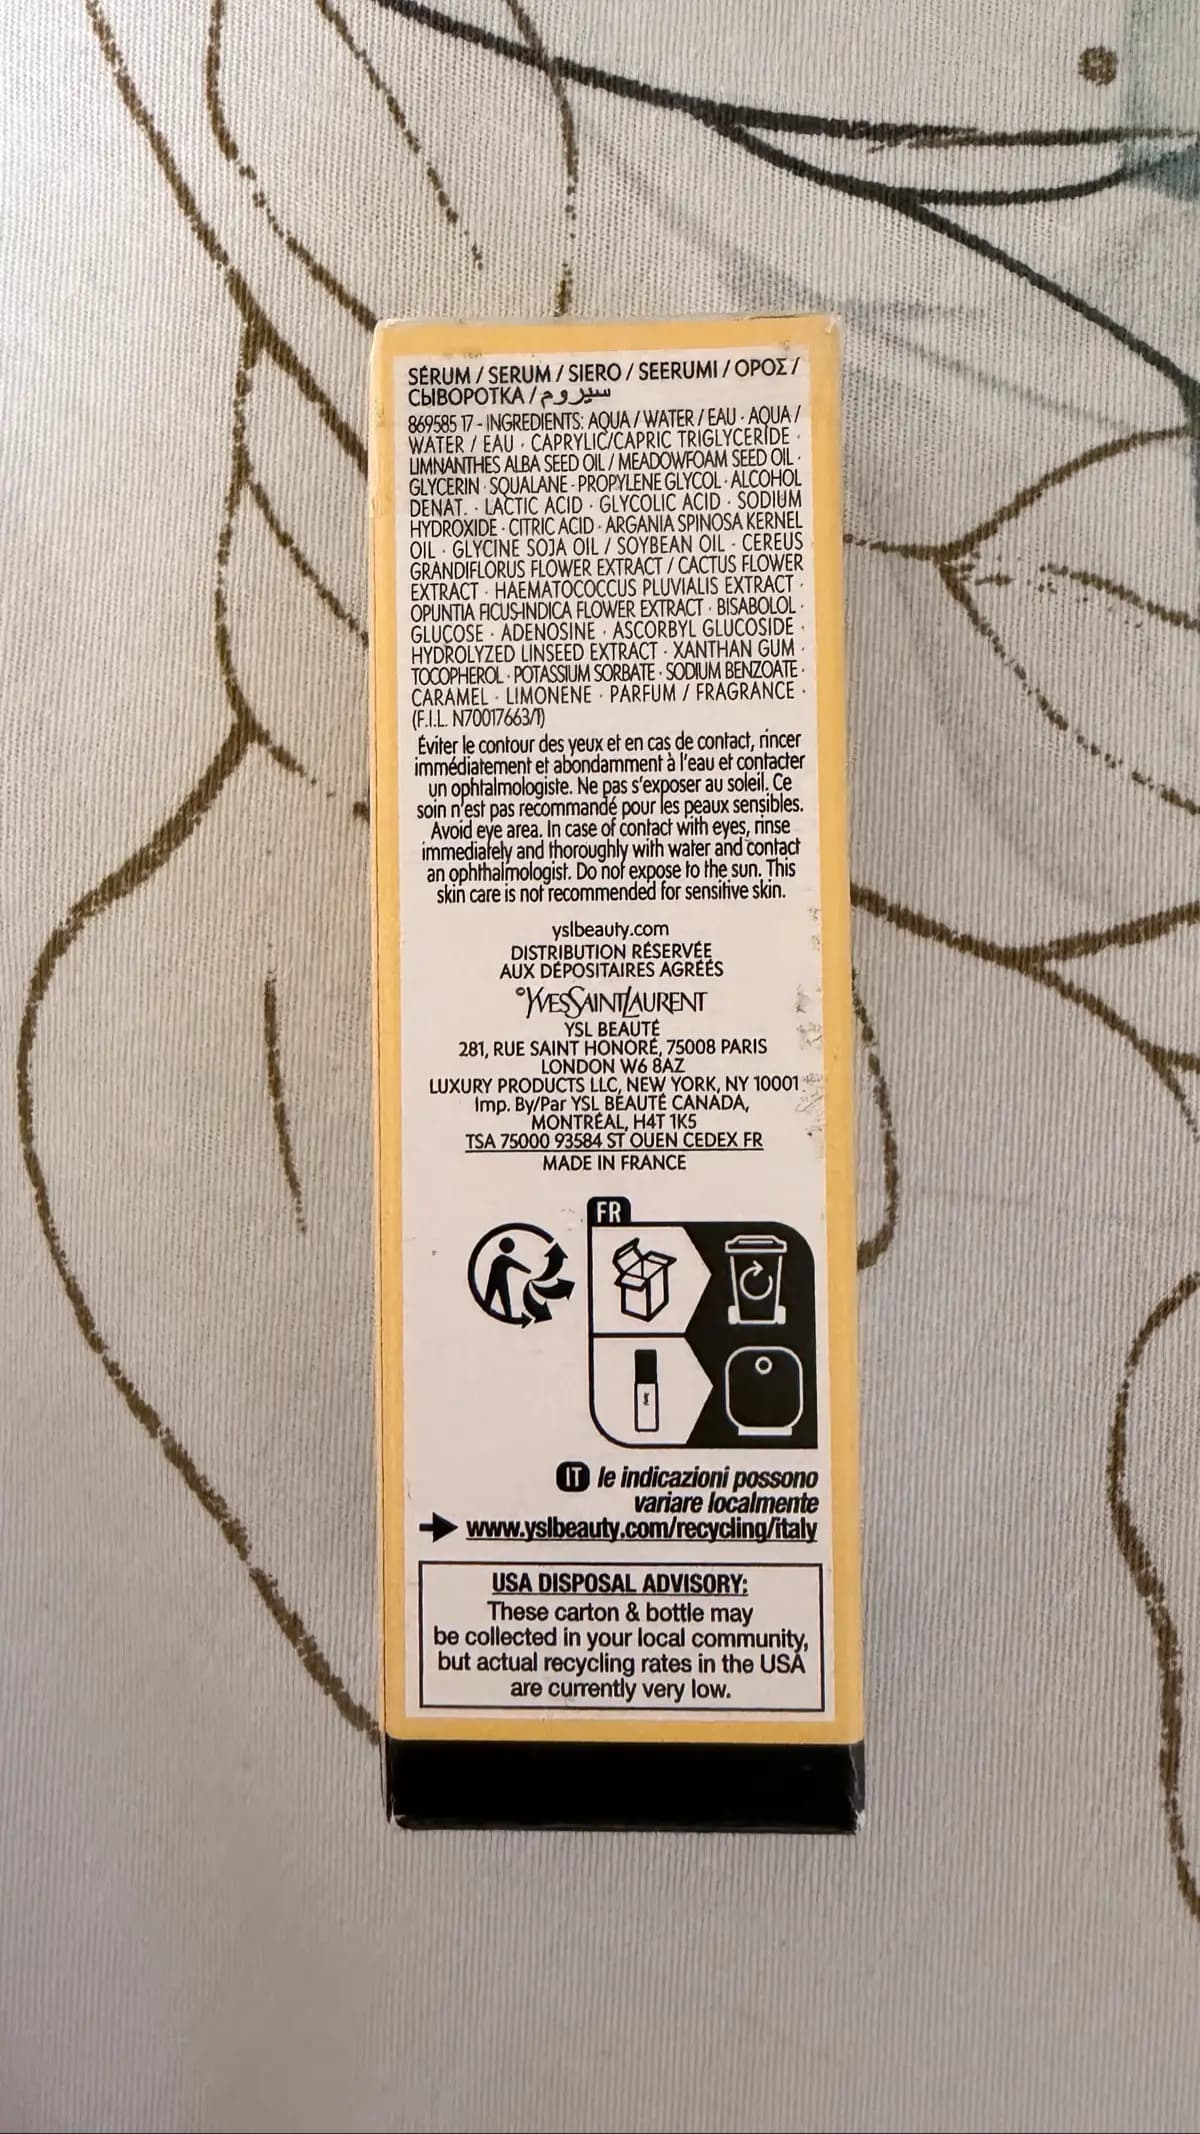 SÉRUM / SERUM / SIERO / SEERUMI / ΟΡΟΣ /
СЫВОРОТКА / سيروم
869585 17 - INGREDIENTS: AQUA / WATER / EAU · AQUA /
WATER / EAU · CAPRYLIC/CAPRIC TRIGLYCERIDE ·
LIMNANTHES ALBA SEED OIL / MEADOWFOAM SEED OIL ·
GLYCERIN · SQUALANE · PROPYLENE GLYCOL · ALCOHOL
DENAT. · LACTIC ACID · GLYCOLIC ACID · SODIUM
HYDROXIDE · CITRIC ACID · ARGANIA SPINOSA KERNEL
OIL · GLYCINE SOJA OIL / SOYBEAN OIL · CEREUS
GRANDIFLORUS FLOWER EXTRACT / CACTUS FLOWER
EXTRACT · HAEMATOCOCCUS PLUVIALIS EXTRACT ·
OPUNTIA FICUS-INDICA FLOWER EXTRACT · BISABOLOL ·
GLUCOSE · ADENOSINE · ASCORBYL GLUCOSIDE ·
HYDROLYZED LINSEED EXTRACT · XANTHAN GUM ·
TOCOPHEROL · POTASSIUM SORBATE · SODIUM BENZOATE ·
CARAMEL · LIMONENE · PARFUM / FRAGRANCE ·
(F.I.L. N70017663/1)
Éviter le contour des yeux et en cas de contact, rincer
immédiatement et abondamment à l'eau et contacter
un ophtalmologiste. Ne pas s'exposer au soleil. Ce
soin n'est pas recommandé pour les peaux sensibles.
Avoid eye area. In case of contact with eyes, rinse
immediately and thoroughly with water and contact
an ophthalmologist. Do not expose to the sun. This
skin care is not recommended for sensitive skin.
yslbeauty.com
DISTRIBUTION RÉSERVÉE
AUX DÉPOSITAIRES AGRÉÉS
©YVESSAINTLAURENT
YSL BEAUTÉ
281, RUE SAINT HONORÉ, 75008 PARIS
LONDON W6 8AZ
LUXURY PRODUCTS LLC, NEW YORK, NY 10001
Imp. By/Par YSL BEAUTÉ CANADA,
MONTRÉAL, H4T 1K5
TSA 75000 93584 ST OUEN CEDEX FR
MADE IN FRANCE
FR
IT le indicazioni possono
variare localmente
www.yslbeauty.com/recycling/italy
USA DISPOSAL ADVISORY:
These carton & bottle may
be collected in your local community,
but actual recycling rates in the USA
are currently very low.